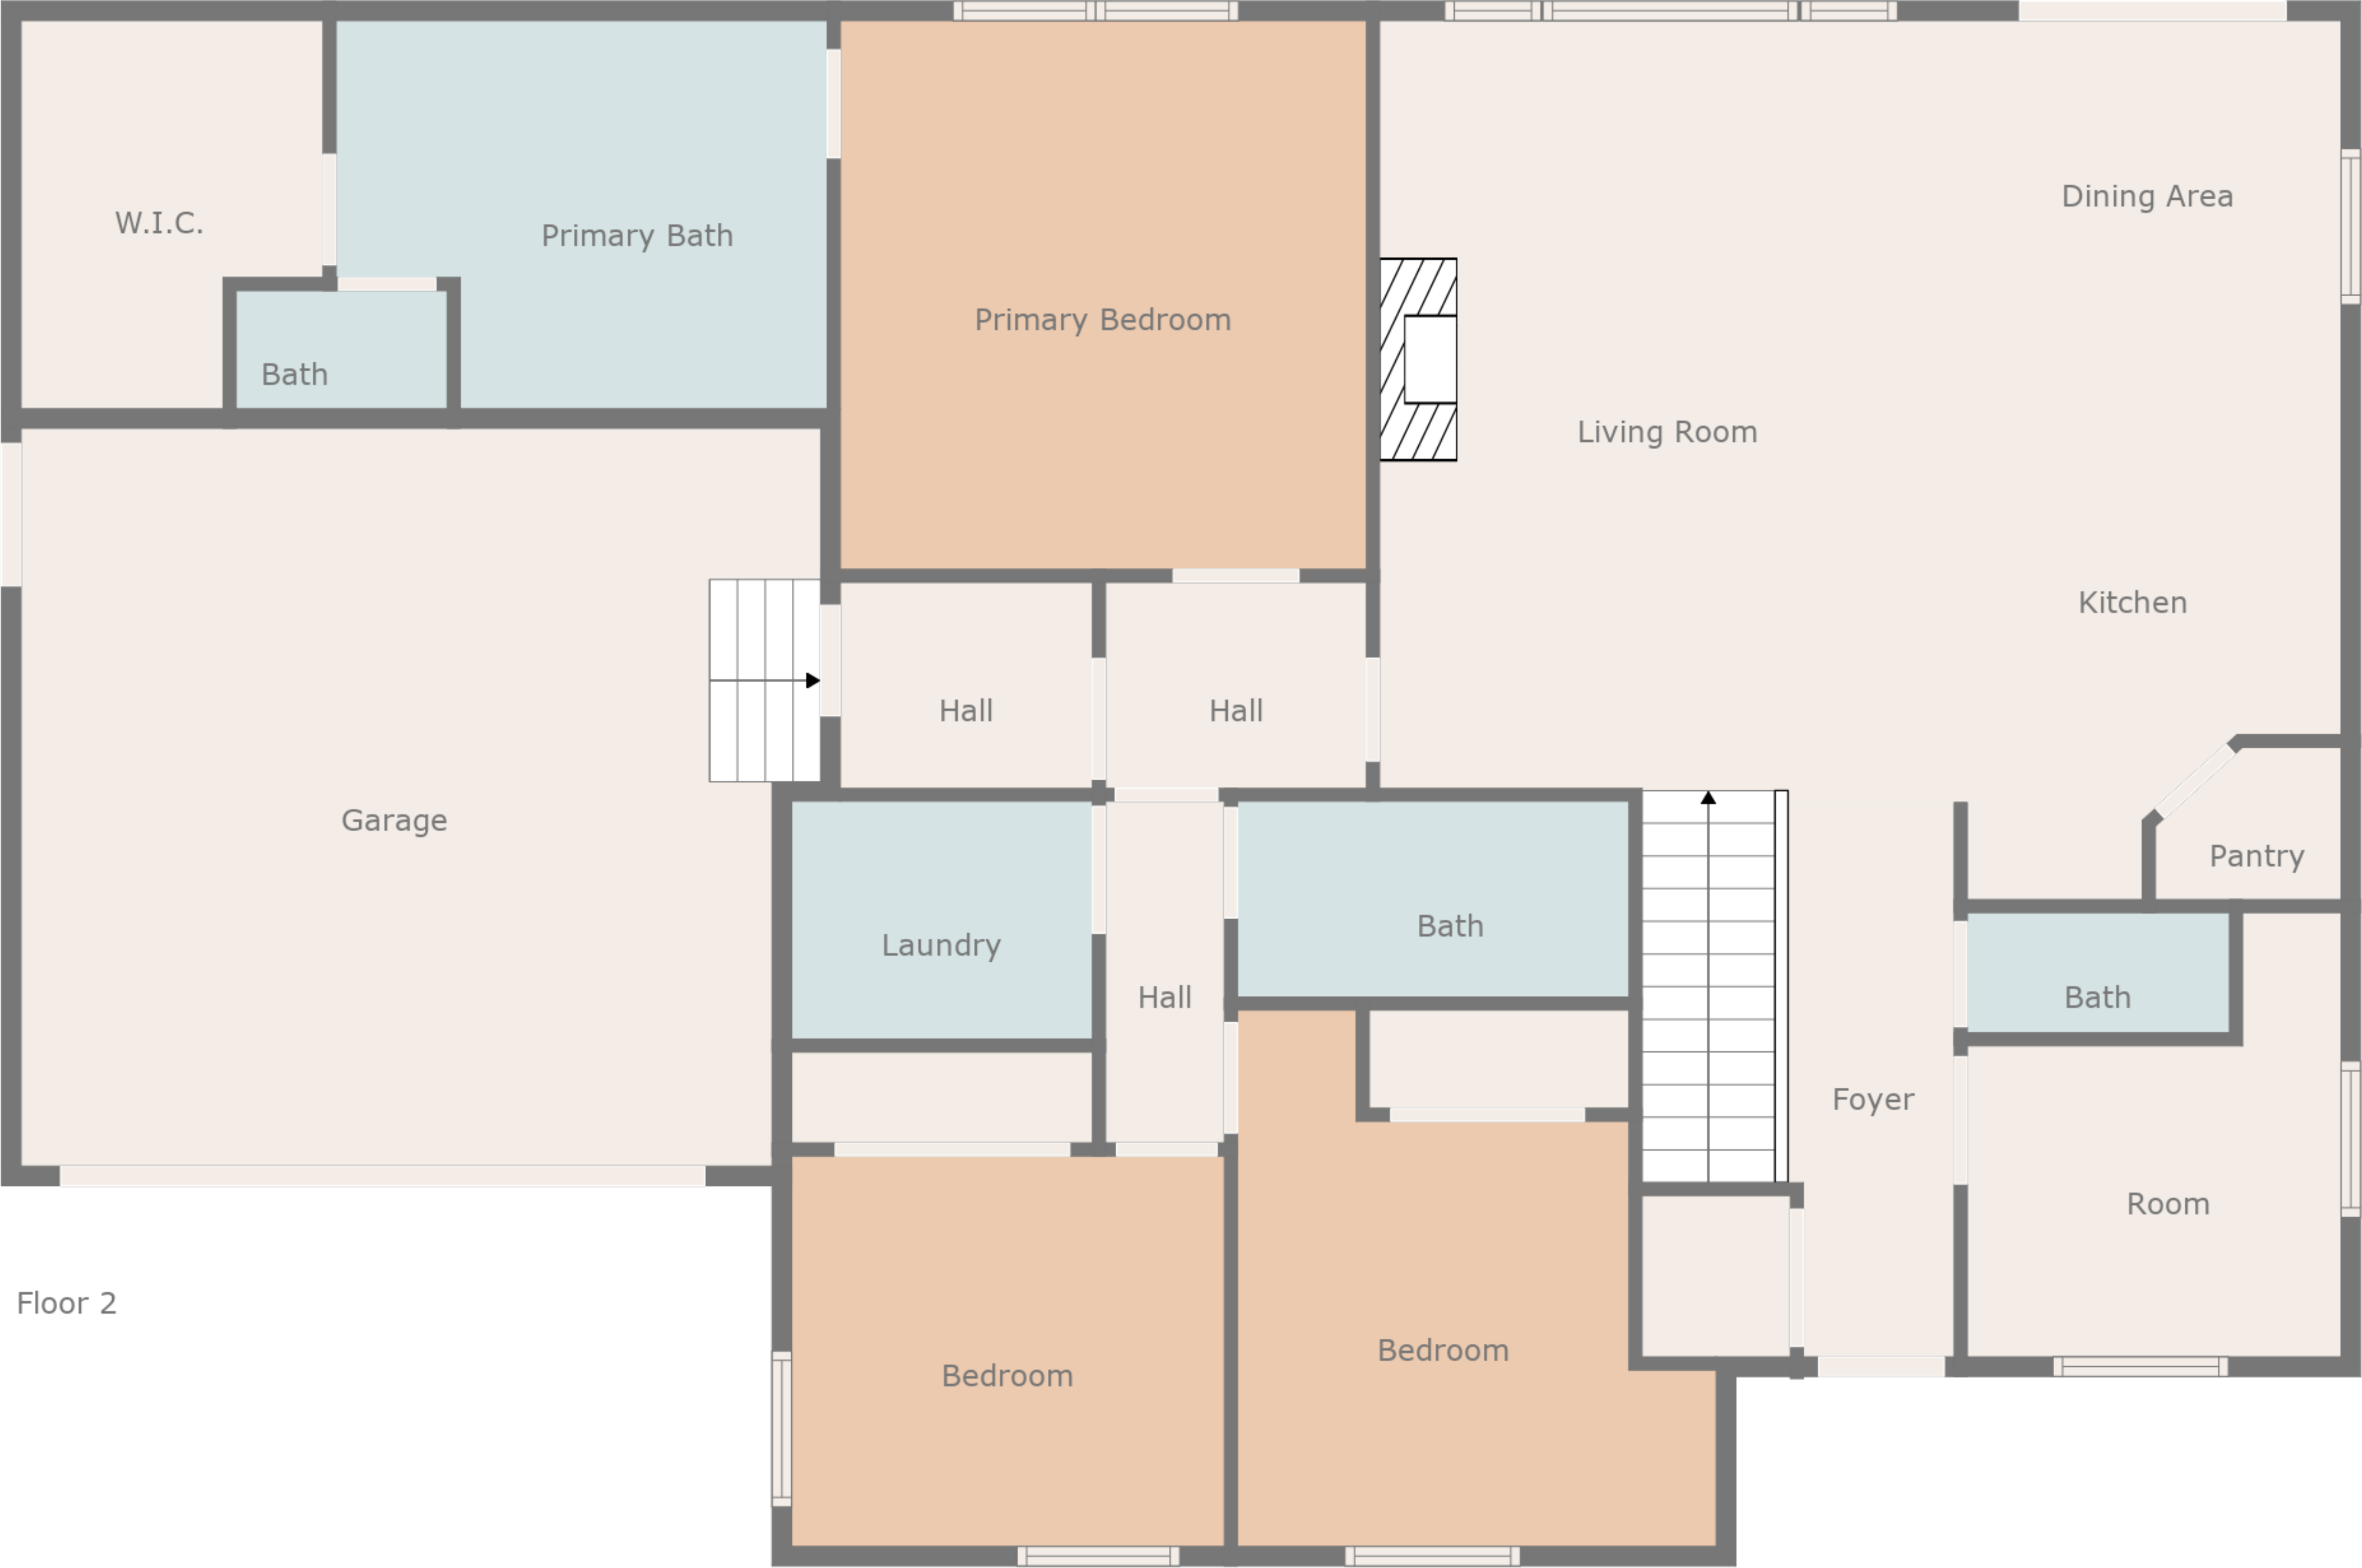 Dining Area
W.I.C.
Primary Bath
Primary Bedroom
Bath
Living Room
Kitchen
Hall
Hall
Garage
Pantry
Laundry
Bath
Hall
Bath
Foyer
Room
Floor 2
Bedroom
Bedroom